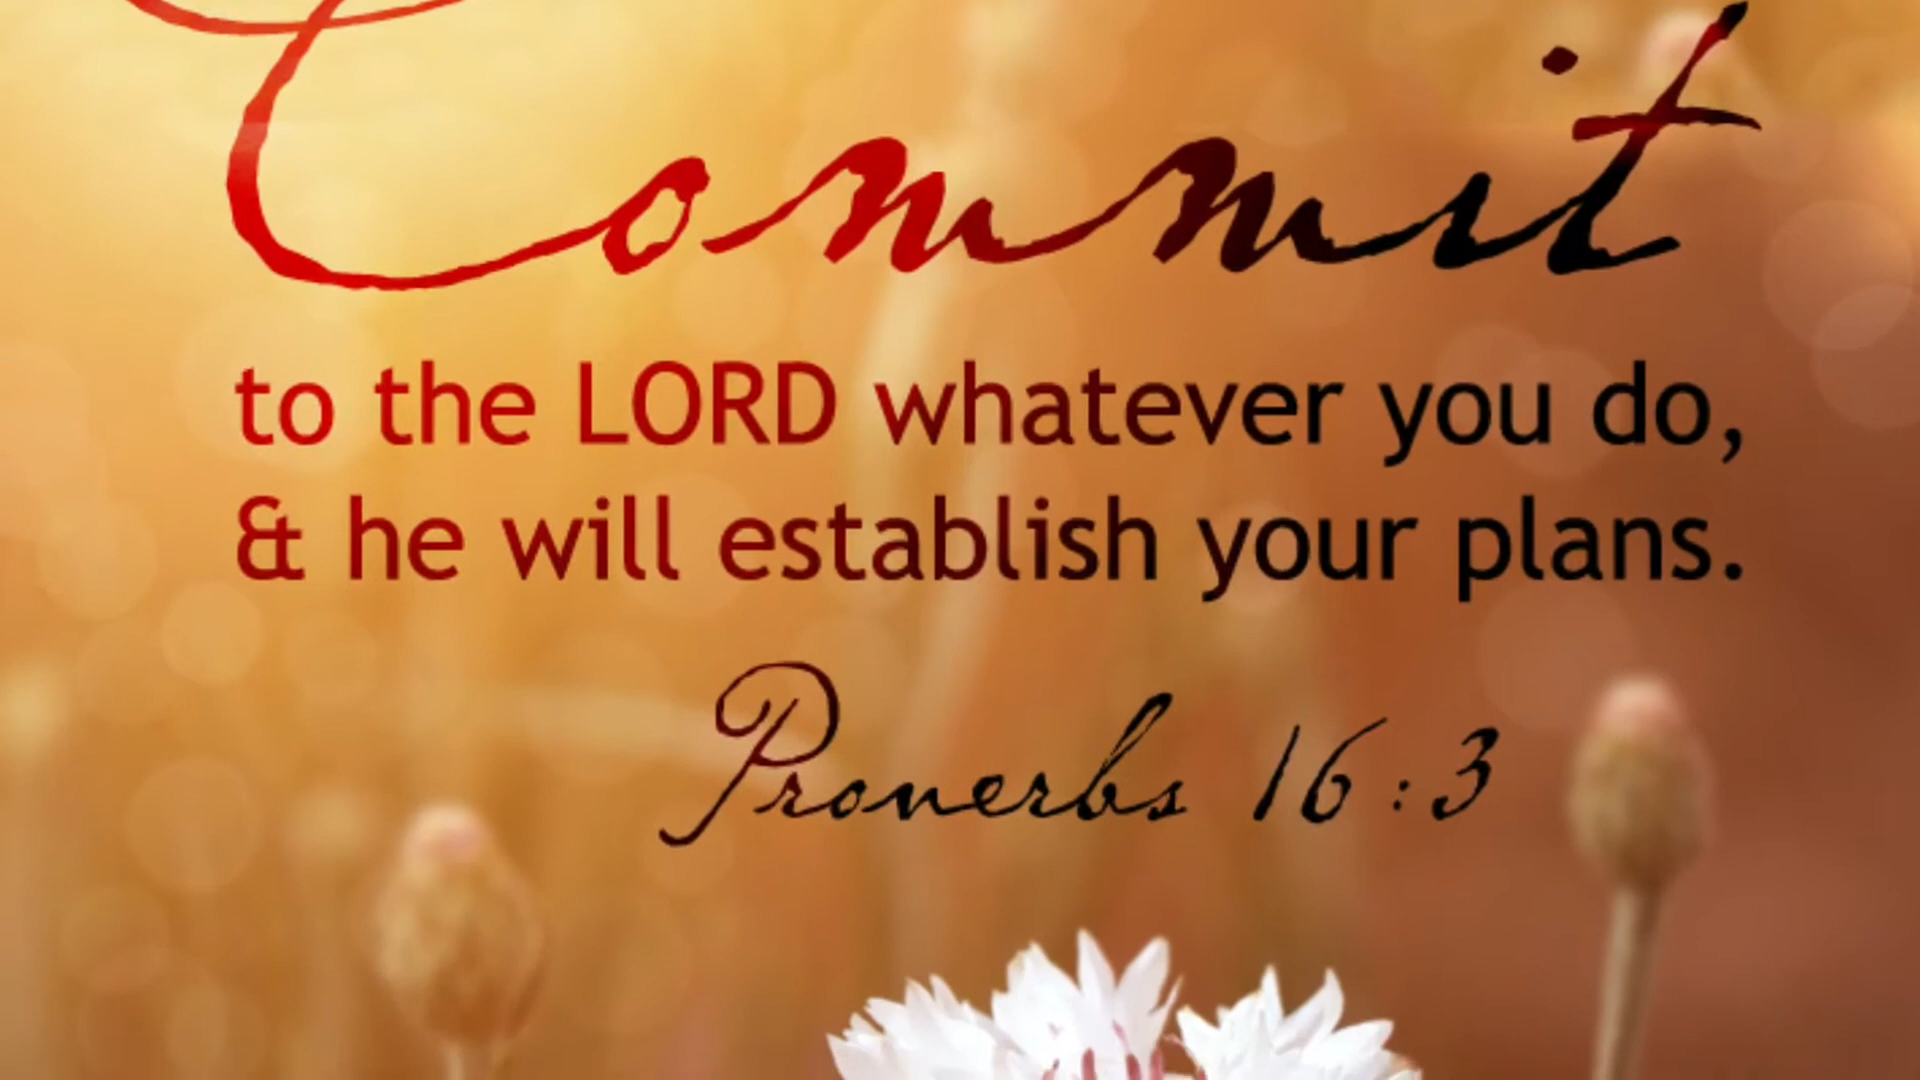 Commit
to the LORD whatever you do,
& he will establish your plans.
Proverbs 16:3